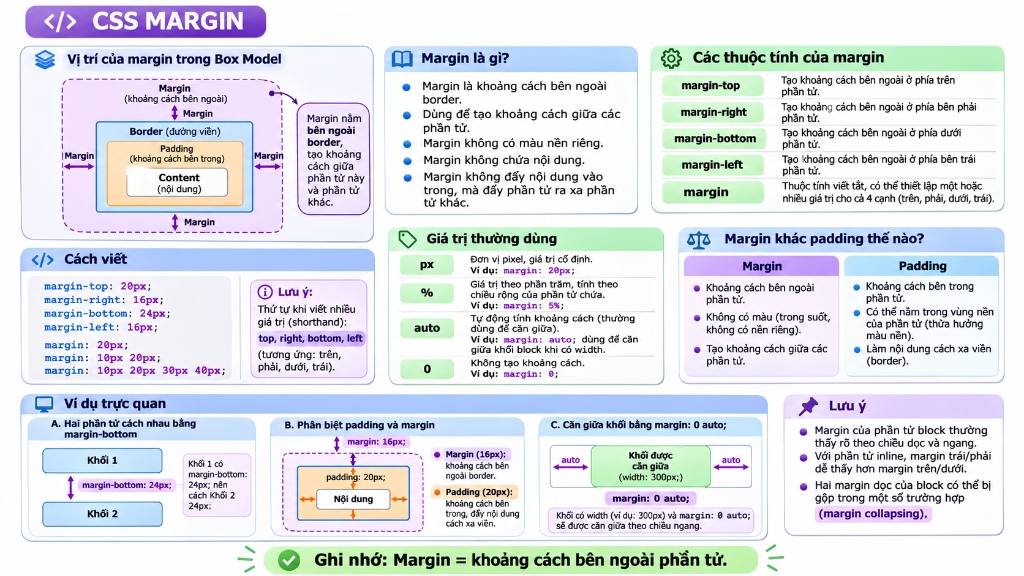 </> CSS MARGIN
Vị trí của margin trong Box Model
Margin
(khoảng cách bên ngoài)
Margin
Border (đường viền)
Padding
(khoảng cách bên trong)
Content
(nội dung)
Margin
Margin
Margin
Margin nằm
bên ngoài
border,
tạo khoảng
cách giữa
phần tử này
và phần tử
khác.
Margin là gì?
Margin là khoảng cách bên ngoài
border.
Dùng để tạo khoảng cách giữa các
phần tử.
Margin không có màu nền riêng.
Margin không chứa nội dung.
Margin không đẩy nội dung vào
trong, mà đẩy phần tử ra xa phần
tử khác.
Các thuộc tính của margin
margin-top
Tạo khoảng cách bên ngoài ở phía trên
phần tử.
margin-right
Tạo khoảng cách bên ngoài ở phía bên phải
phần tử.
margin-bottom
Tạo khoảng cách bên ngoài ở phía dưới
phần tử.
margin-left
Tạo khoảng cách bên ngoài ở phía bên trái
phần tử.
margin
Thuộc tính viết tắt, có thể thiết lập một hoặc
nhiều giá trị cho cả 4 cạnh (trên, phải, dưới, trái).
</> Cách viết
margin-top: 20px;
margin-right: 16px;
margin-bottom: 24px;
margin-left: 16px;
margin: 20px;
margin: 10px 20px;
margin: 10px 20px 30px 40px;
Lưu ý:
Thứ tự khi viết nhiều
giá trị (shorthand):
top, right, bottom, left
(tương ứng: trên,
phải, dưới, trái).
Giá trị thường dùng
px
Đơn vị pixel, giá trị cố định.
Ví dụ: margin: 20px;
%
Giá trị theo phần trăm, tính theo
chiều rộng của phần tử chứa.
Ví dụ: margin: 5%;
auto
Tự động tính khoảng cách (thường
dùng để căn giữa).
Ví dụ: margin: auto; dùng để căn
giữa khối block khi có width.
0
Không tạo khoảng cách.
Ví dụ: margin: 0;
Margin khác padding thế nào?
Margin
Khoảng cách bên ngoài
phần tử.
Không có màu (trong suốt,
không có nền riêng).
Tạo khoảng cách giữa các
phần tử.
Padding
Khoảng cách bên trong
phần tử.
Có thể nằm trong vùng nền
của phần tử (thừa hưởng
màu nền).
Làm nội dung cách xa viền
(border).
Ví dụ trực quan
A. Hai phần tử cách nhau bằng
margin-bottom
Khối 1
margin-bottom: 24px;
Khối 2
Khối 1 có
margin-bottom:
24px; nên
cách Khối 2
24px.
B. Phân biệt padding và margin
margin: 16px;
padding: 20px;
Nội dung
Margin (16px):
khoảng cách bên
ngoài border.
Padding (20px):
khoảng cách bên
trong, đẩy nội dung
cách xa viền.
C. Căn giữa khối bằng margin: 0 auto;
auto
Khối được
căn giữa
(width: 300px;)
auto
margin: 0 auto;
Khối có width (ví dụ: 300px) và margin: 0 auto;
sẽ được căn giữa theo chiều ngang.
Lưu ý
Margin của phần tử block thường
thấy rõ theo chiều dọc và ngang.
Với phần tử inline, margin trái/phải
dễ thấy hơn margin trên/dưới.
Hai margin dọc của block có thể bị
gộp trong một số trường hợp
(margin collapsing),
Ghi nhớ: Margin = khoảng cách bên ngoài phần tử.